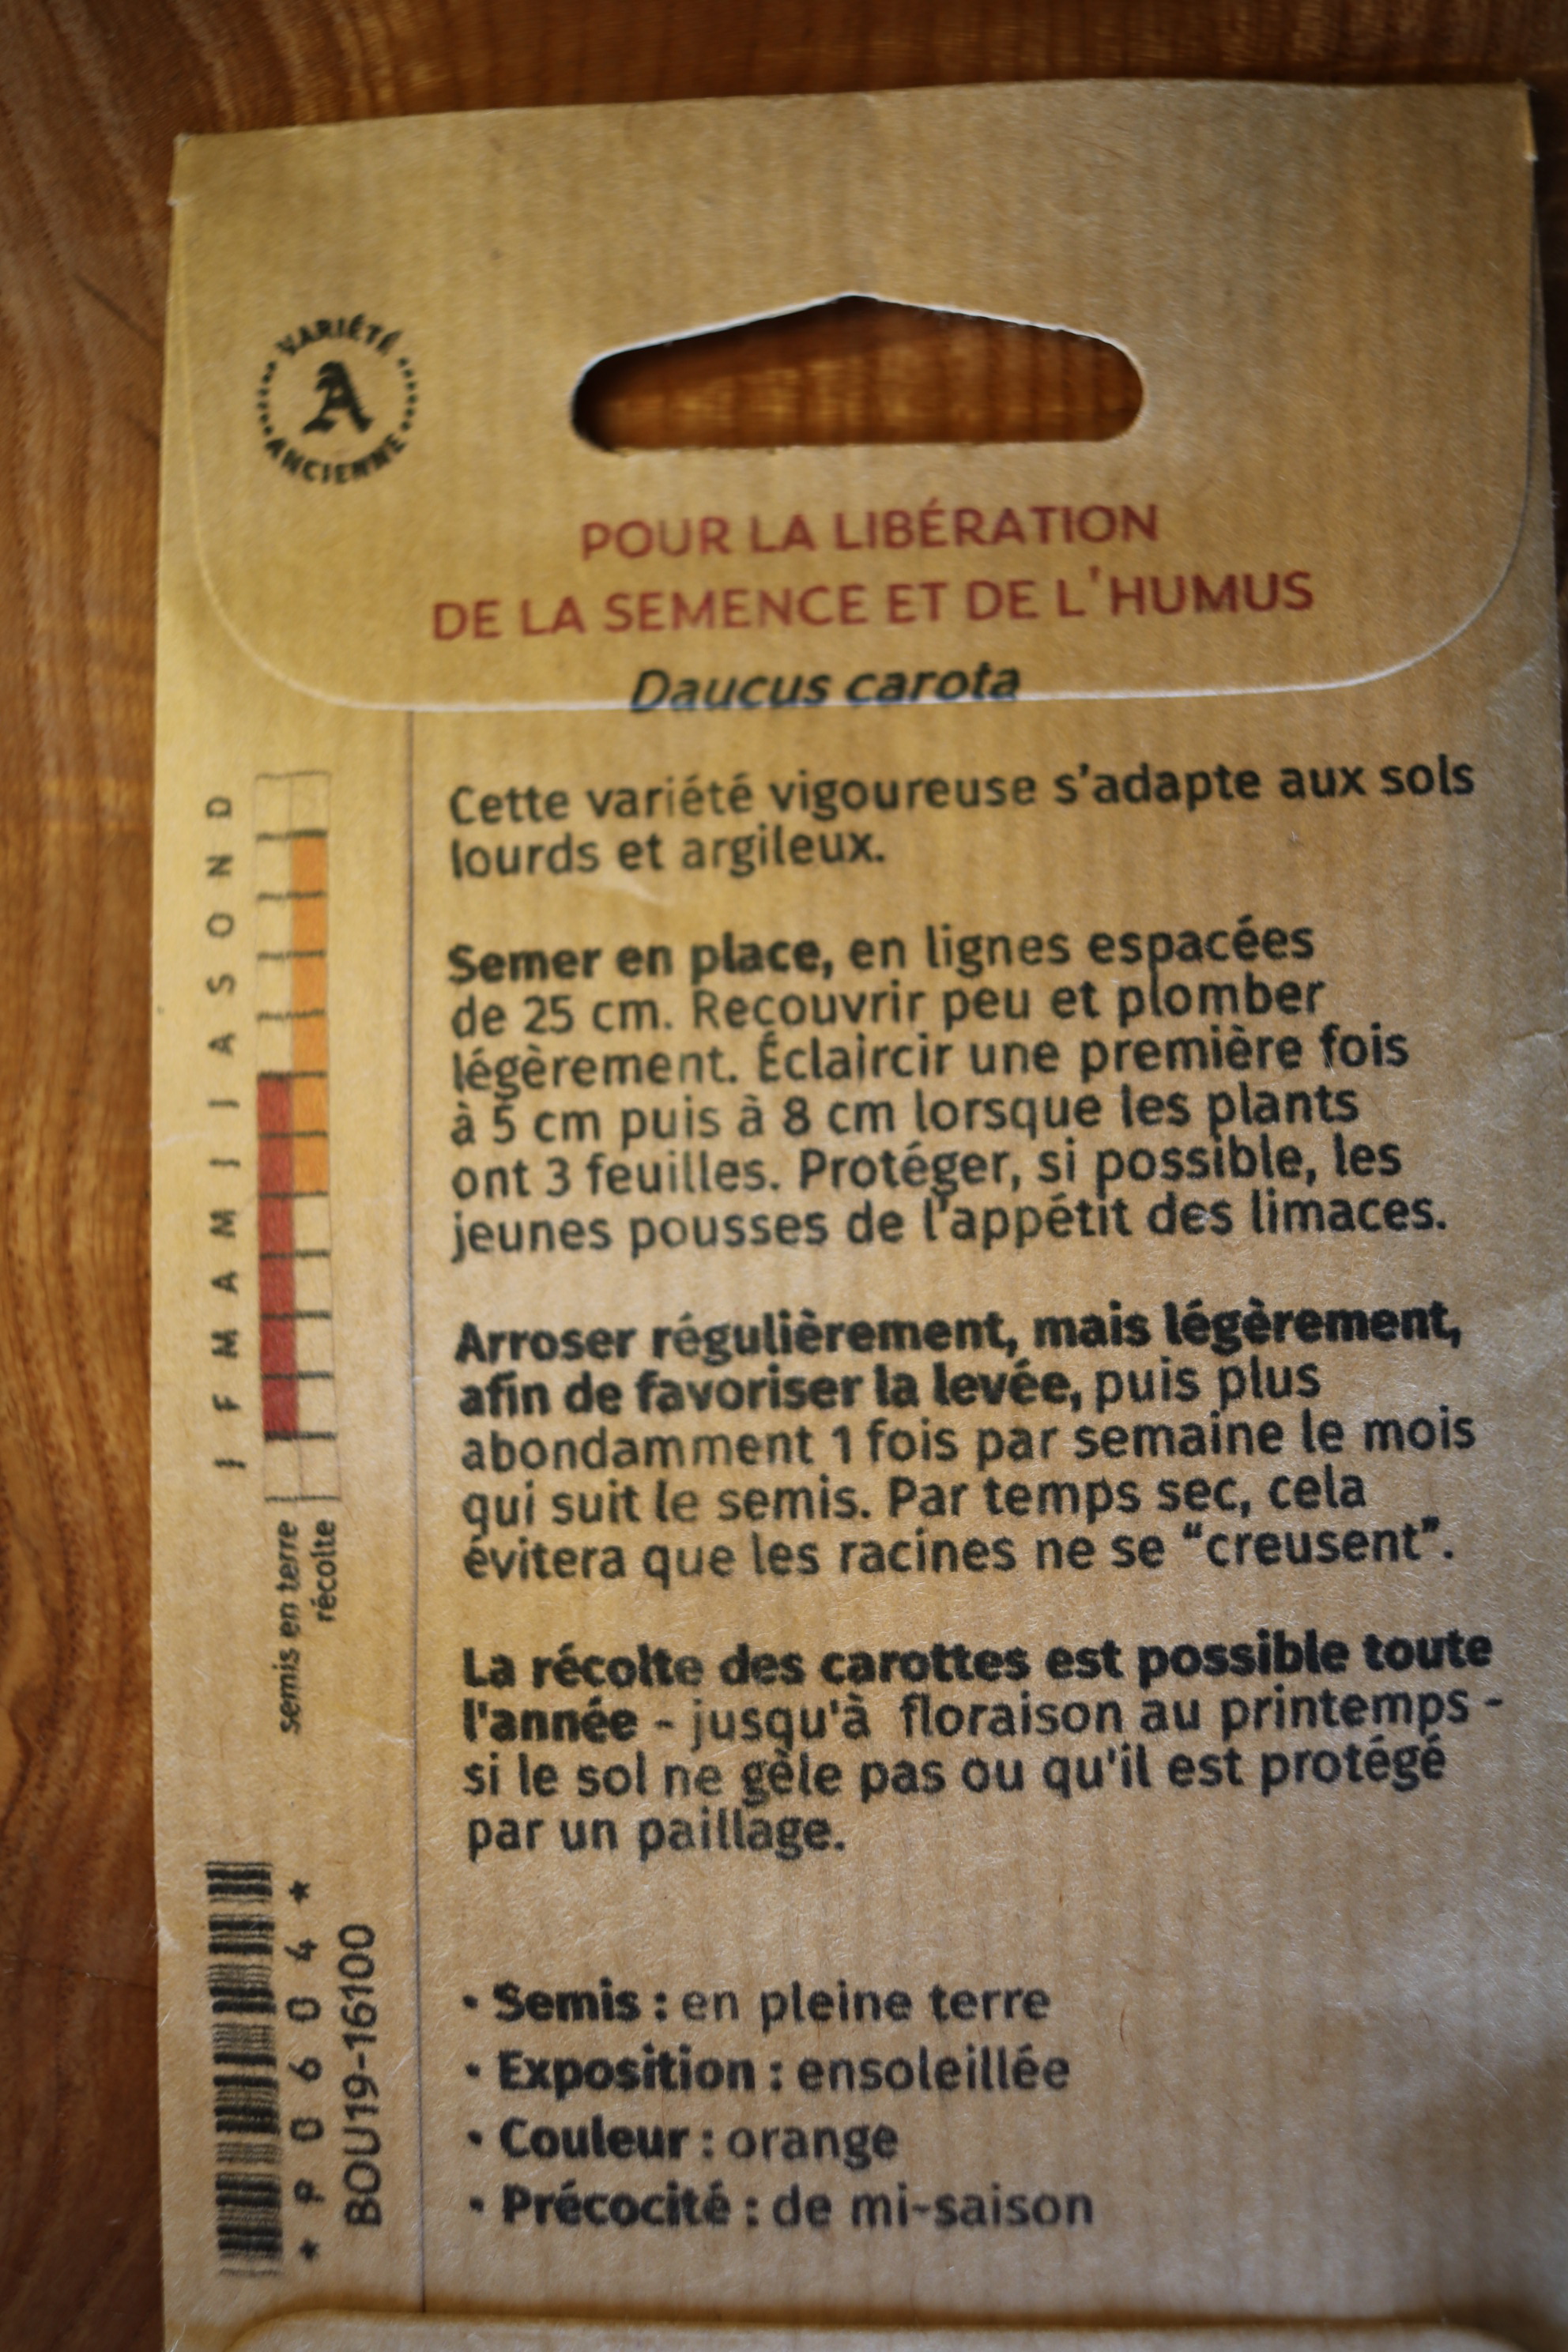 VARIÉTÉ
A
ANCIENNE
POUR LA LIBÉRATION
DE LA SEMENCE ET DE L'HUMUS
Daucus carota
J F M A M J J A S O N D
semis en terre
récolte
Cette variété vigoureuse s'adapte aux sols
lourds et argileux.
Semer en place, en lignes espacées
de 25 cm. Recouvrir peu et plomber
légèrement. Éclaircir une première fois
à 5 cm puis à 8 cm lorsque les plants
ont 3 feuilles. Protéger, si possible, les
jeunes pousses de l'appétit des limaces.
Arroser régulièrement, mais légèrement,
afin de favoriser la levée, puis plus
abondamment 1 fois par semaine le mois
qui suit le semis. Par temps sec, cela
évitera que les racines ne se “creusent”.
La récolte des carottes est possible toute
l'année - jusqu'à floraison au printemps -
si le sol ne gèle pas ou qu'il est protégé
par un paillage.
* P 0 6 0 4 *
BOU19-16100
• Semis : en pleine terre
• Exposition : ensoleillée
• Couleur : orange
• Précocité : de mi-saison